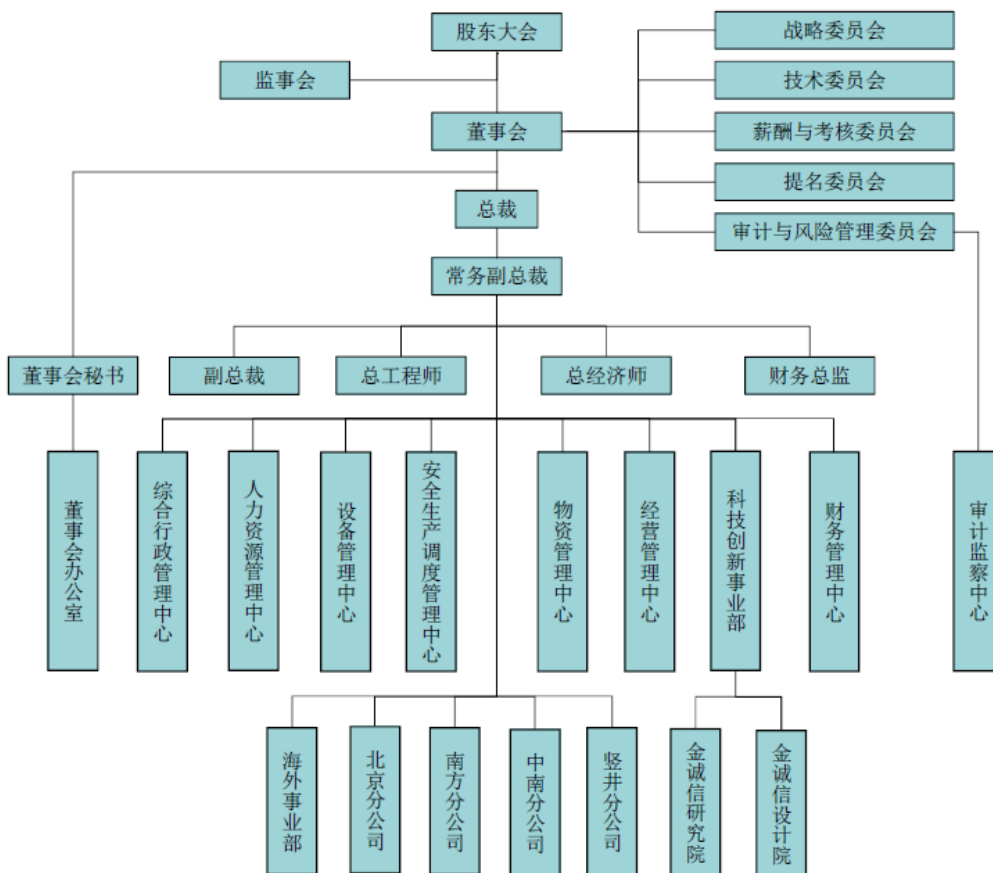 股东大会
战略委员会
监事会
技术委员会
董事会
薪酬与考核委员会
提名委员会
总裁
审计与风险管理委员会
常务副总裁
董事会秘书
副总裁
总工程师
总经济师
财务总监
董事会办公室
综合行政管理中心
人力资源管理中心
设备管理中心
安全生产调度管理中心
物资管理中心
经营管理中心
科技创新事业部
财务管理中心
审计监察中心
海外事业部
北京分公司
南方分公司
中南分公司
竖井分公司
金诚信研究院
金诚信设计院